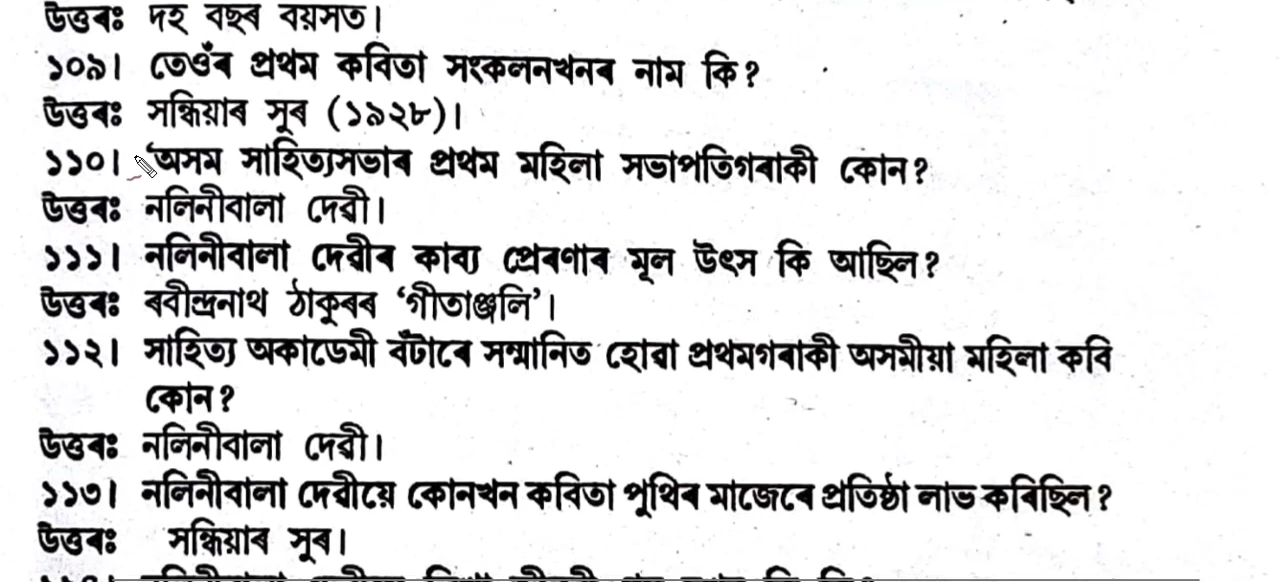 উত্তৰঃ দহ বছৰ বয়সত।
১০৯। তেওঁৰ প্ৰথম কবিতা সংকলনখনৰ নাম কি?
উত্তৰঃ সন্ধিয়াৰ সুৰ (১৯২৮)।
১১০। 'অসম সাহিত্যসভাৰ প্ৰথম মহিলা সভাপতিগৰাকী কোন?
উত্তৰঃ নলিনীবালা দেৱী।
১১১। নলিনীবালা দেৱীৰ কাব্য প্ৰেৰণাৰ মূল উৎস কি আছিল?
উত্তৰঃ ৰবীন্দ্ৰনাথ ঠাকুৰৰ ‘গীতাঞ্জলি’।
১১২। সাহিত্য অকাডেমী বঁটাৰে সন্মানিত হোৱা প্ৰথমগৰাকী অসমীয়া মহিলা কবি
কোন?
উত্তৰঃ নলিনীবালা দেৱী।
১১৩। নলিনীবালা দেৱীয়ে কোনখন কবিতা পুথিৰ মাজেৰে প্ৰতিষ্ঠা লাভ কৰিছিল?
উত্তৰঃ সন্ধিয়াৰ সুৰ।